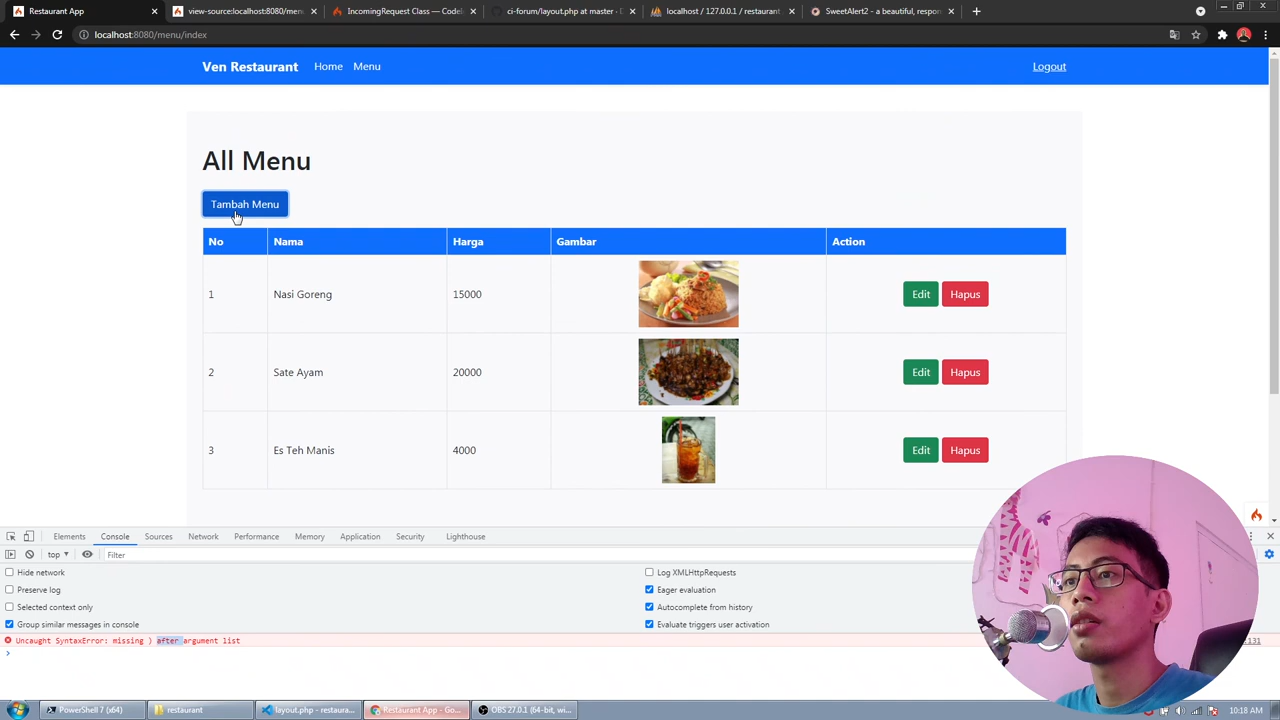 Restaurant App
view-source:localhost:8080/menu
IncomingRequest Class — Codel
ci-forum/layout.php at master · D
localhost / 127.0.0.1 / restaurant
SweetAlert2 - a beautiful, respon
localhost:8080/menu/index
Ven Restaurant Home Menu Logout
All Menu
Tambah Menu
No Nama Harga Gambar Action
1 Nasi Goreng 15000 Edit Hapus
2 Sate Ayam 20000 Edit Hapus
3 Es Teh Manis 4000 Edit Hapus
Elements Console Sources Network Performance Memory Application Security Lighthouse
top Filter
Hide network Log XMLHttpRequests
Preserve log Eager evaluation
Selected context only Autocomplete from history
Group similar messages in console Evaluate triggers user activation
Uncaught SyntaxError: missing ) after argument list :131
PowerShell 7 (x64) restaurant layout.php - restaura... Restaurant App - Go... OBS 27.0.1 (64-bit, wi... 10:18 AM